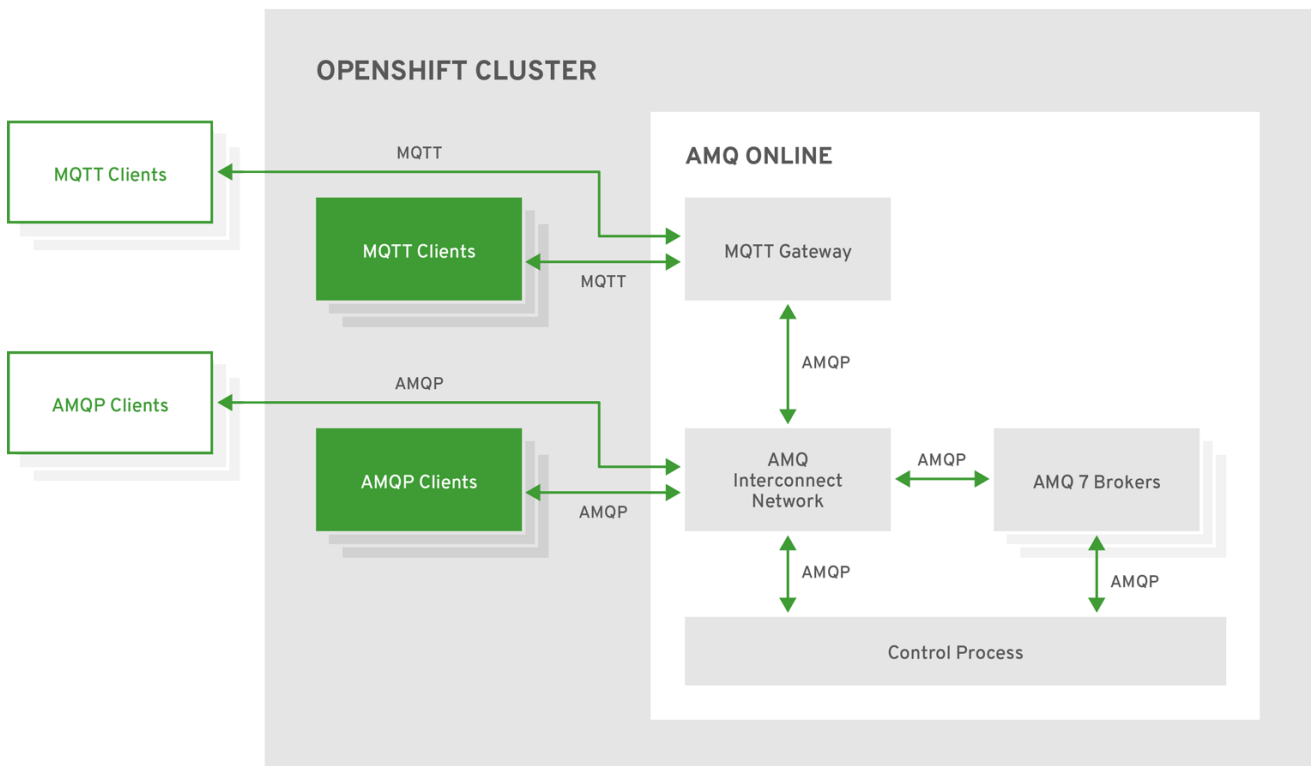 OPENSHIFT CLUSTER
MQTT Clients
MQTT
AMQ ONLINE
MQTT Clients
MQTT
MQTT Gateway
AMQP
AMQP Clients
AMQP
AMQP Clients
AMQP
AMQ
Interconnect
Network
AMQP
AMQ 7 Brokers
AMQP
AMQP
Control Process